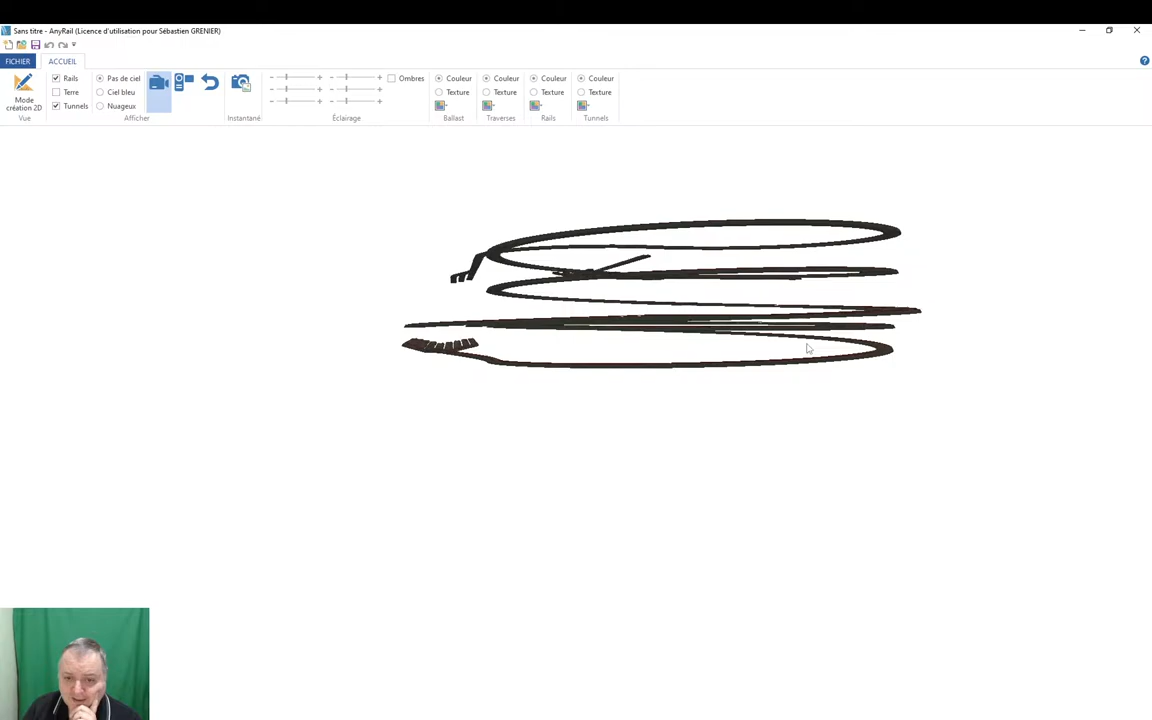 Sans titre - AnyRail (Licence d'utilisation pour Sébastien GRENIER)
FICHIER
ACCUEIL
Mode création 2D
Vue
Rails
Terre
Tunnels
Pas de ciel
Ciel bleu
Nuageux
Afficher
Instantané
Ombres
Éclairage
Couleur
Texture
Ballast
Couleur
Texture
Traverses
Couleur
Texture
Rails
Couleur
Texture
Tunnels